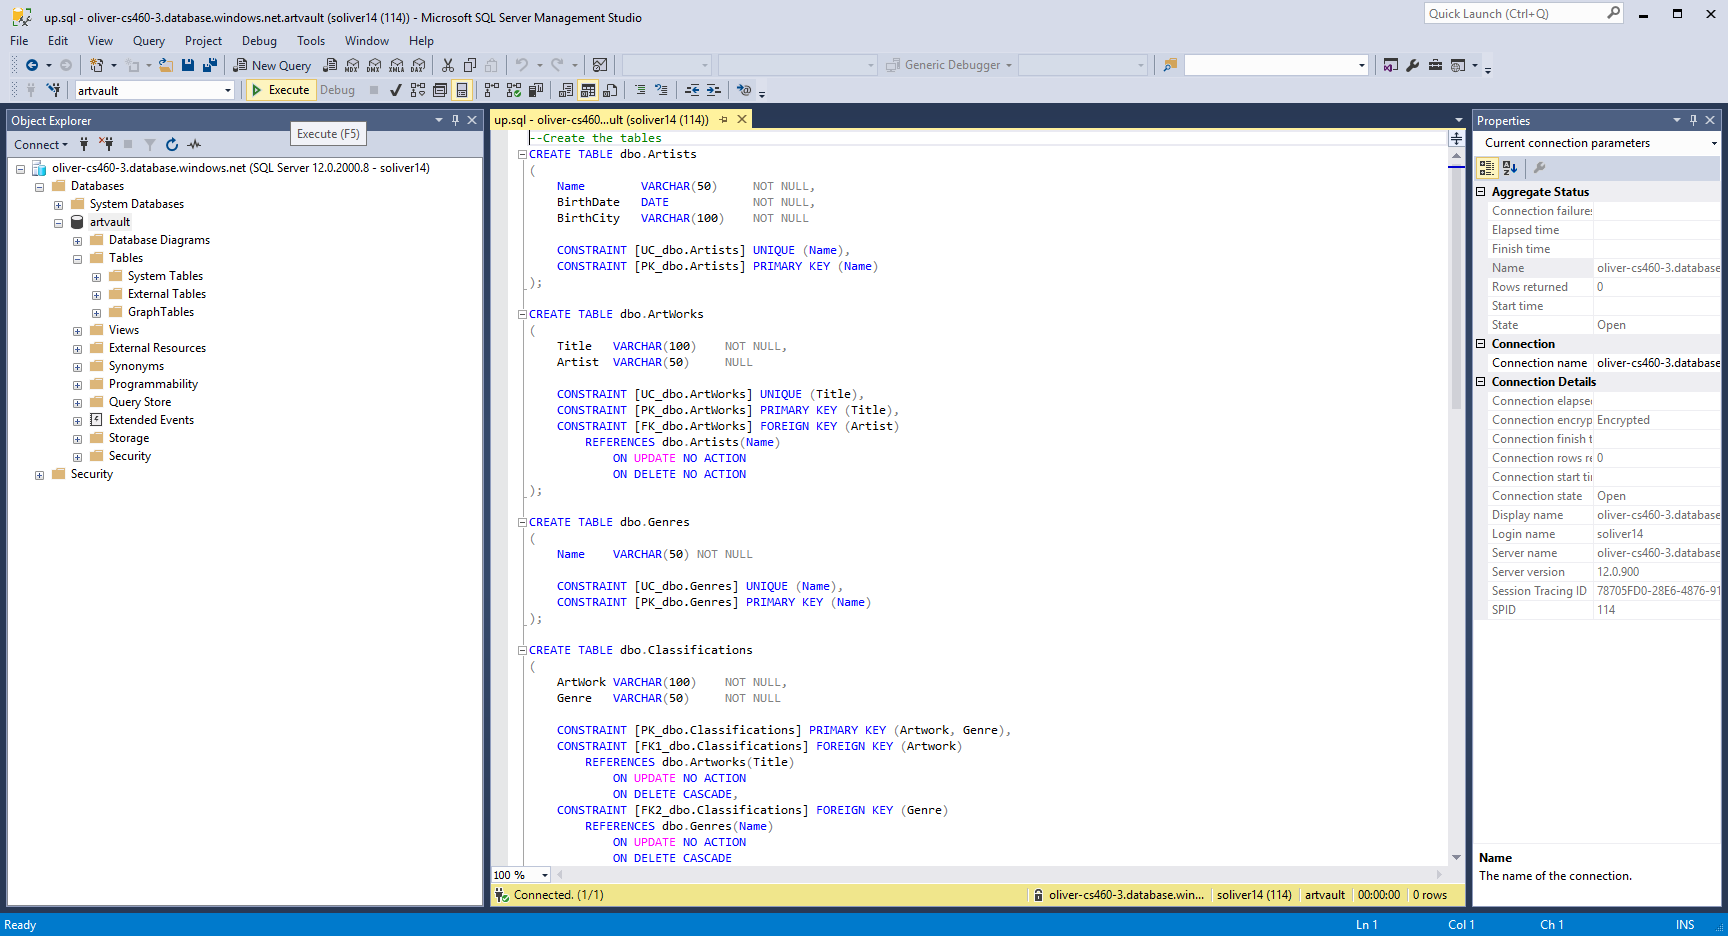 up.sql - oliver-cs460-3.database.windows.net.artvault (soliver14 (114)) - Microsoft SQL Server Management Studio
Quick Launch (Ctrl+Q)
File Edit View Query Project Debug Tools Window Help
New Query
MDX DMX XMLA DAX
Generic Debugger
artvault
Execute Debug
Object Explorer
Execute (F5)
Connect
oliver-cs460-3.database.windows.net (SQL Server 12.0.2000.8 - soliver14)
Databases
System Databases
artvault
Database Diagrams
Tables
System Tables
External Tables
GraphTables
Views
External Resources
Synonyms
Programmability
Query Store
Extended Events
Storage
Security
Security
up.sql - oliver-cs460...ult (soliver14 (114))
--Create the tables
CREATE TABLE dbo.Artists
(
Name VARCHAR(50) NOT NULL,
BirthDate DATE NOT NULL,
BirthCity VARCHAR(100) NOT NULL
CONSTRAINT [UC_dbo.Artists] UNIQUE (Name),
CONSTRAINT [PK_dbo.Artists] PRIMARY KEY (Name)
);
CREATE TABLE dbo.ArtWorks
(
Title VARCHAR(100) NOT NULL,
Artist VARCHAR(50) NULL
CONSTRAINT [UC_dbo.ArtWorks] UNIQUE (Title),
CONSTRAINT [PK_dbo.ArtWorks] PRIMARY KEY (Title),
CONSTRAINT [FK_dbo.ArtWorks] FOREIGN KEY (Artist)
REFERENCES dbo.Artists(Name)
ON UPDATE NO ACTION
ON DELETE NO ACTION
);
CREATE TABLE dbo.Genres
(
Name VARCHAR(50) NOT NULL
CONSTRAINT [UC_dbo.Genres] UNIQUE (Name),
CONSTRAINT [PK_dbo.Genres] PRIMARY KEY (Name)
);
CREATE TABLE dbo.Classifications
(
ArtWork VARCHAR(100) NOT NULL,
Genre VARCHAR(50) NOT NULL
CONSTRAINT [PK_dbo.Classifications] PRIMARY KEY (Artwork, Genre),
CONSTRAINT [FK1_dbo.Classifications] FOREIGN KEY (Artwork)
REFERENCES dbo.Artworks(Title)
ON UPDATE NO ACTION
ON DELETE CASCADE,
CONSTRAINT [FK2_dbo.Classifications] FOREIGN KEY (Genre)
REFERENCES dbo.Genres(Name)
ON UPDATE NO ACTION
ON DELETE CASCADE
100 %
Connected. (1/1)
oliver-cs460-3.database.win... soliver14 (114) artvault 00:00:00 0 rows
Properties
Current connection parameters
Aggregate Status
Connection failures
Elapsed time
Finish time
Name oliver-cs460-3.database
Rows returned 0
Start time
State Open
Connection
Connection name oliver-cs460-3.database
Connection Details
Connection elapse
Connection encryp Encrypted
Connection finish t
Connection rows re 0
Connection start ti
Connection state Open
Display name oliver-cs460-3.database
Login name soliver14
Server name oliver-cs460-3.database
Server version 12.0.900
Session Tracing ID 78705FD0-28E6-4876-91
SPID 114
Name
The name of the connection.
Ready Ln 1 Col 1 Ch 1 INS